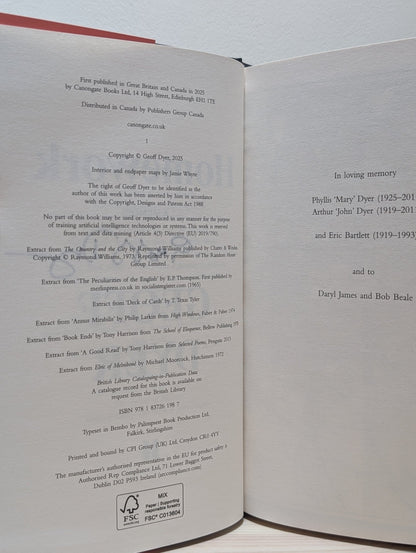 First published in Great Britain and Canada in 2025
by Canongate Books Ltd, 14 High Street, Edinburgh EH1 1TE
Distributed in Canada by Publishers Group Canada
canongate.co.uk
1
Copyright © Geoff Dyer, 2025
Interior and endpaper maps by Jamie Whyte
The right of Geoff Dyer to be identified as the
author of this work has been asserted by him in accordance
with the Copyright, Designs and Patents Act 1988
No part of this book may be used or reproduced in any manner for the purpose
of training artificial intelligence technologies or systems. This work is reserved
from text and data mining (Article 4(3) Directive (EU) 2019/790).
Extract from The Country and the City by Raymond Williams published by Chatto & Windus
Copyright © Raymond Williams, 1973. Reprinted by permission of The Random House
Group Limited
Extract from 'The Peculiarities of English' by E.P. Thompson. First published by
merlinpress.co.uk in socialistregister.com (1965)
Extract from 'Deck of Cards' by T. Texas Tyler
Extract from 'Annus Mirabilis' by Philip Larkin from High Windows, Faber & Faber 1974
Extract from 'Book Ends' by Tony Harrison from The School of Eloquence, Bellew Publishing 1978
Extract from 'A Good Read' by Tony Harrison from Selected Poems, Penguin 2013
Extract from Elric of Melniboné by Michael Moorcock, Hutchinson 1972
British Library Cataloguing-in-Publication Data
A catalogue record for this book is available on
request from the British Library
ISBN 978 1 83726 198 7
Typeset in Bembo by Palimpsest Book Production Ltd,
Falkirk, Stirlingshire
Printed and bound by CPI Group (UK) Ltd, Croydon CR0 4YY
The manufacturer's authorised representative in the EU for product safety is
Authorised Rep Compliance Ltd, 71 Lower Baggot Street,
Dublin D02 P593 Ireland (arccompliance.com)
FSC
www.fsc.org
MIX
Paper | Supporting
responsible forestry
FSC® C013604
In loving memory
Phyllis 'Mary' Dyer (1925–201
Arthur 'John' Dyer (1919–201
and Eric Bartlett (1919–1993)
and to
Daryl James and Bob Beale